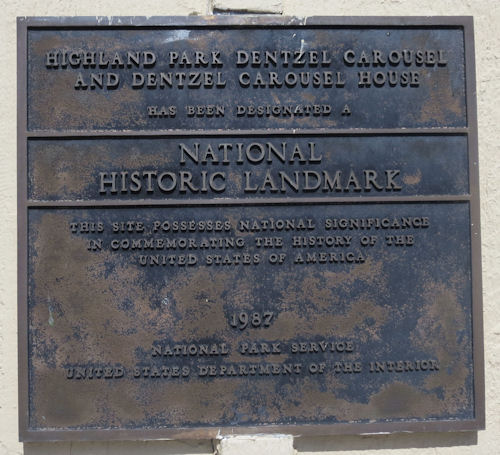 HIGHLAND PARK DENTZEL CAROUSEL
AND DENTZEL CAROUSEL HOUSE
HAS BEEN DESIGNATED A
NATIONAL
HISTORIC LANDMARK
THIS SITE POSSESSES NATIONAL SIGNIFICANCE
IN COMMEMORATING THE HISTORY OF THE
UNITED STATES OF AMERICA
1987
NATIONAL PARK SERVICE
UNITED STATES DEPARTMENT OF THE INTERIOR